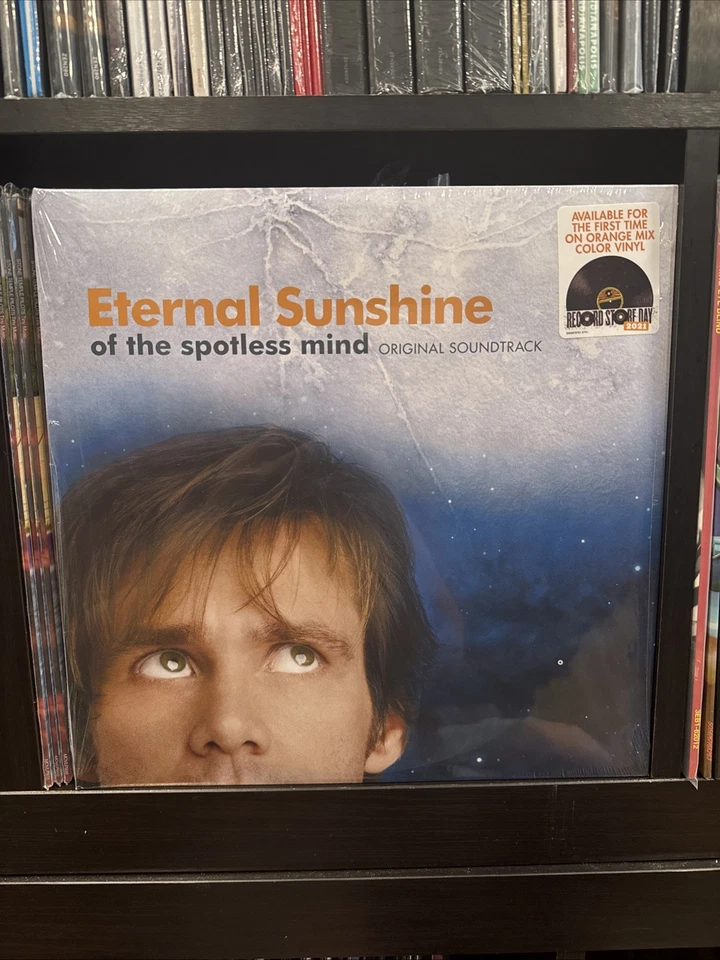 Eternal Sunshine
of the spotless mind ORIGINAL SOUNDTRACK
AVAILABLE FOR
THE FIRST TIME
ON ORANGE MIX
COLOR VINYL
RECORD STORE DAY
2021